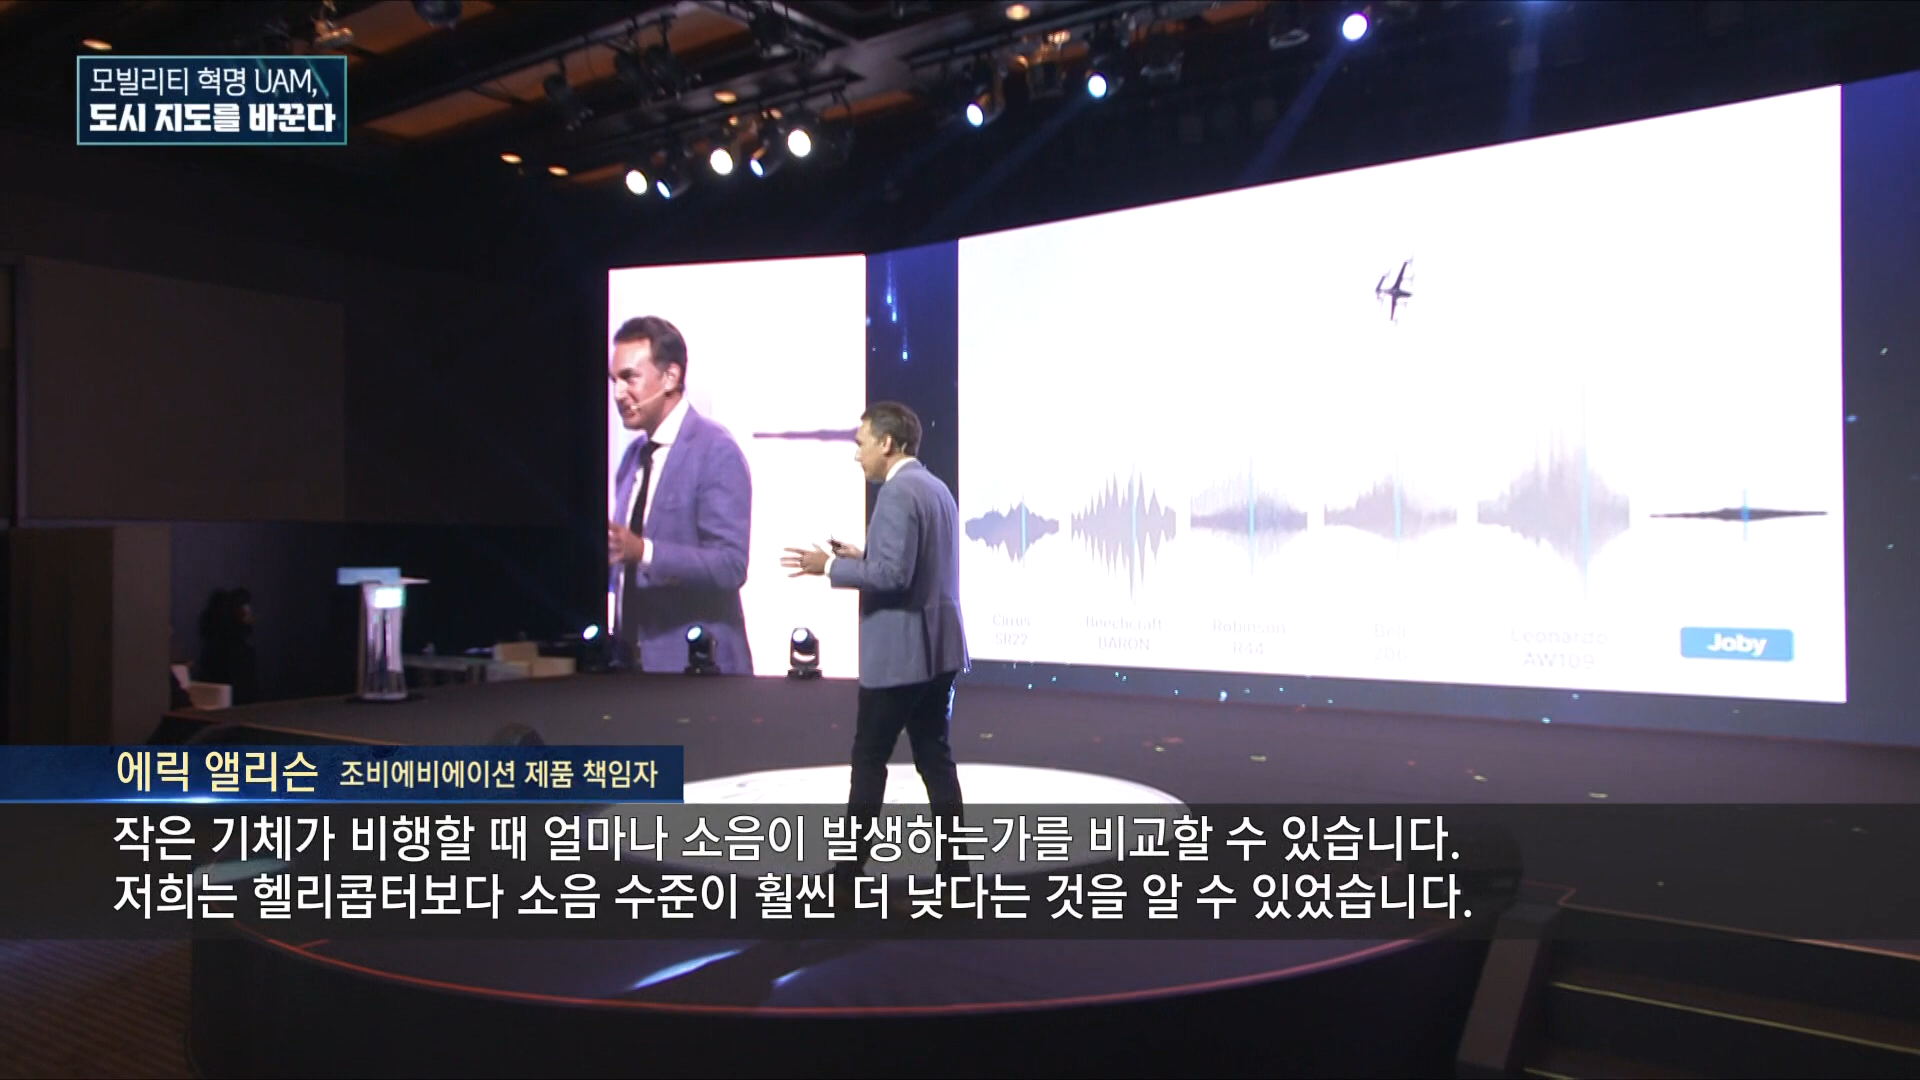 모빌리티 혁명 UAM,
도시 지도를 바꾼다
Cirrus
SR22
Beechcraft
BARON
Robinson
R44
Bell
206
Leonardo
AW109
Joby
에릭 앨리슨 조비에비에이션 제품 책임자
작은 기체가 비행할 때 얼마나 소음이 발생하는가를 비교할 수 있습니다.
저희는 헬리콥터보다 소음 수준이 훨씬 더 낮다는 것을 알 수 있었습니다.